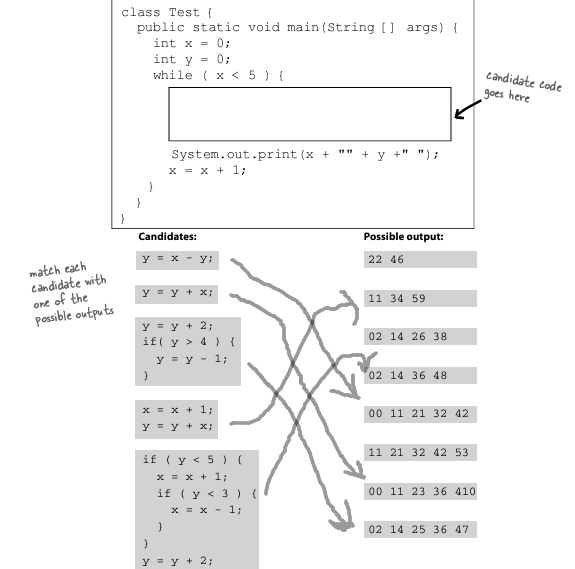 class Test {
public static void main(String [] args) {
int x = 0;
int y = 0;
while ( x < 5 ) {
candidate code
goes here
System.out.print(x + "" + y +" ");
x = x + 1;
}
}
}
match each
candidate with
one of the
possible outputs
Candidates:
y = x - y;
y = y + x;
y = y + 2;
if( y > 4 ) {
y = y - 1;
}
x = x + 1;
y = y + x;
if ( y < 5 ) {
x = x + 1;
if ( y < 3 ) {
x = x - 1;
}
}
y = y + 2;
Possible output:
22 46
11 34 59
02 14 26 38
02 14 36 48
00 11 21 32 42
11 21 32 42 53
00 11 23 36 410
02 14 25 36 47